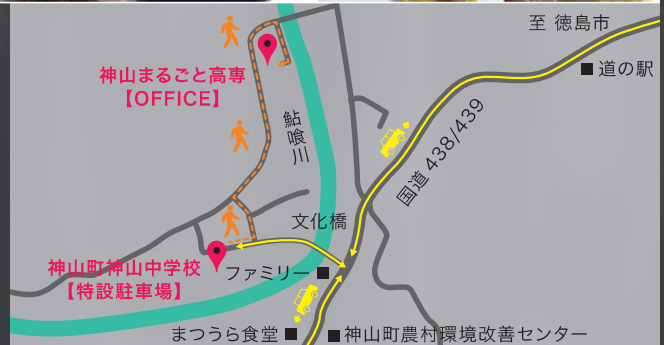 至 徳島市
道の駅
神山まるごと高専
【OFFICE】
鮎喰川
国道 438/439
文化橋
神山町神山中学校
【特設駐車場】
ファミリー
まつうら食堂
神山町農村環境改善センター